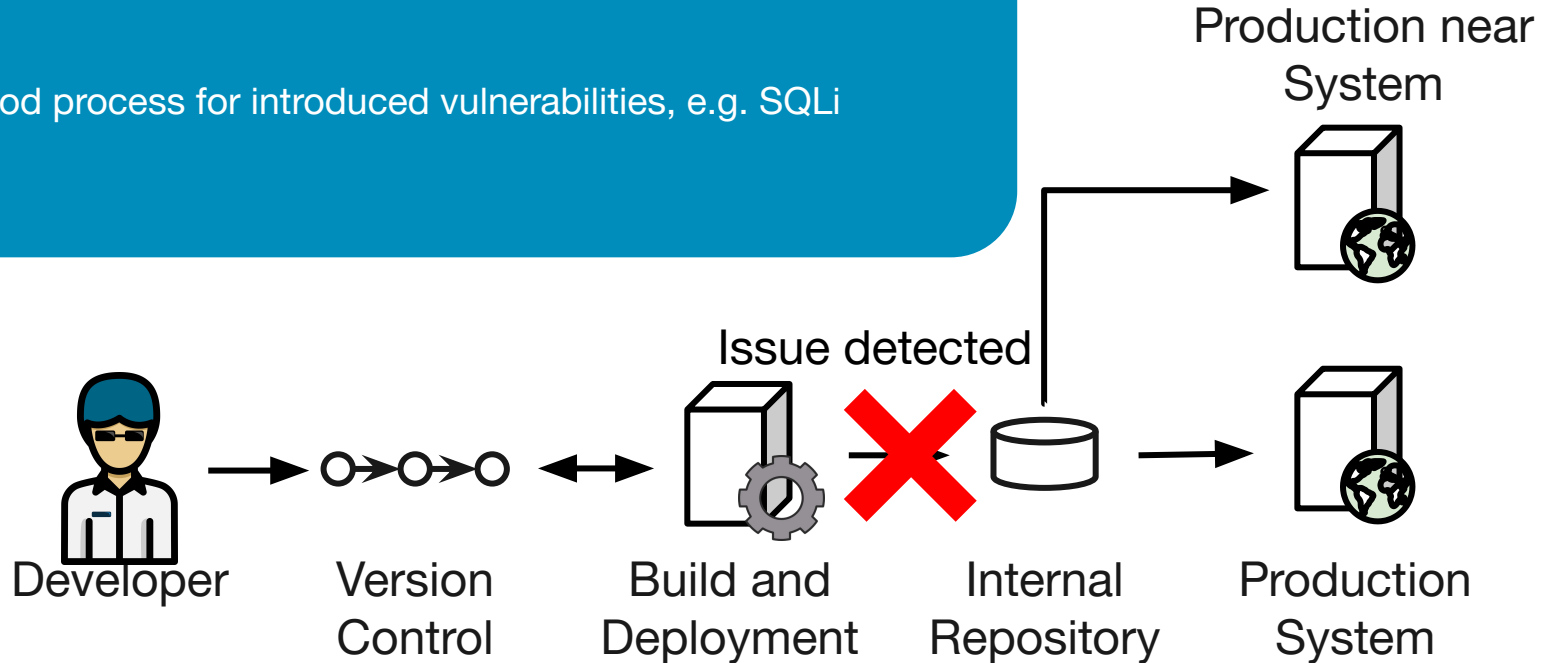 od process for introduced vulnerabilities, e.g. SQLi
Production near
System
Issue detected
Developer
Version
Control
Build and
Deployment
Internal
Repository
Production
System